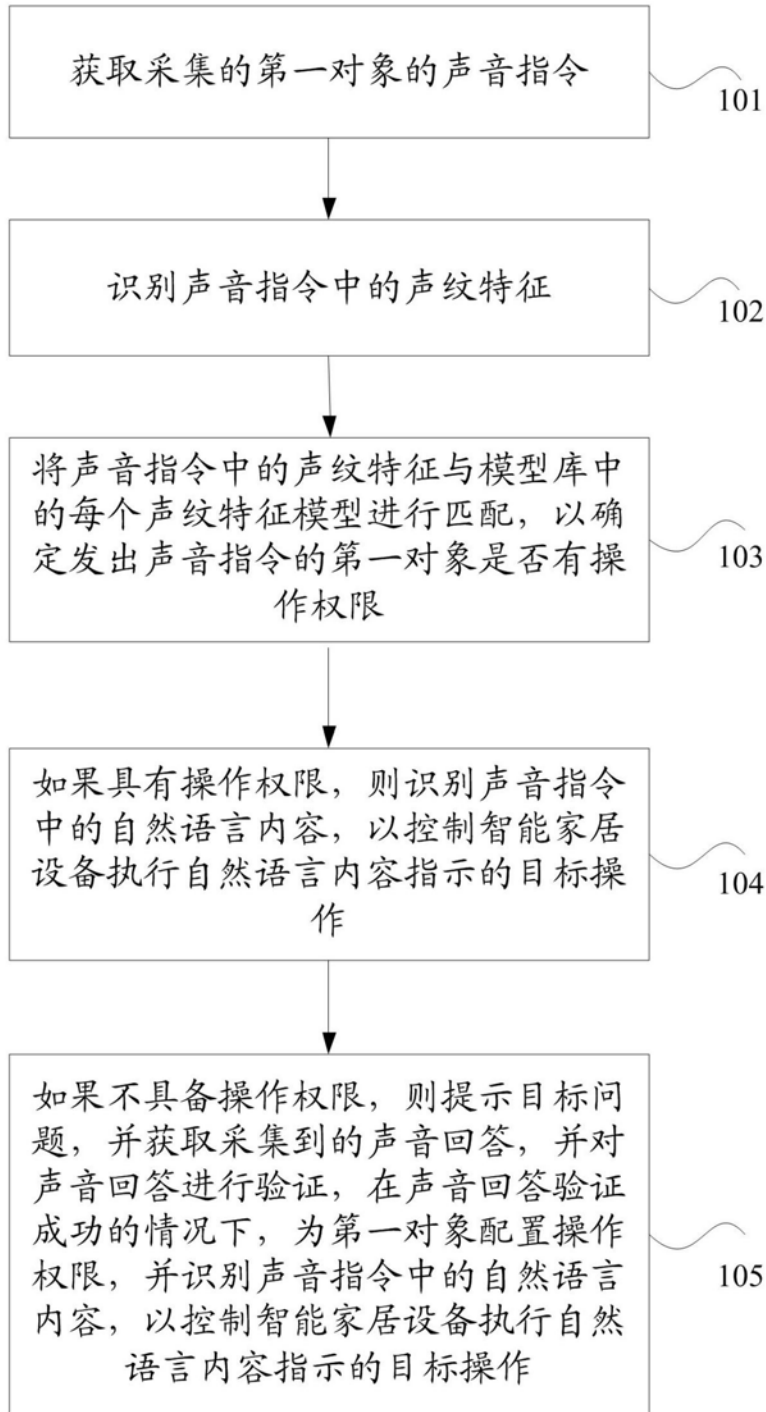 获取采集的第一对象的声音指令
101
识别声音指令中的声纹特征
102
将声音指令中的声纹特征与模型库中
的每个声纹特征模型进行匹配，以确
定发出声音指令的第一对象是否有操
作权限
103
如果具有操作权限，则识别声音指令
中的自然语言内容，以控制智能家居
设备执行自然语言内容指示的目标操
作
104
如果不具备操作权限，则提示目标问
题，并获取采集到的声音回答，并对
声音回答进行验证，在声音回答验证
成功的情况下，为第一对象配置操作
权限，并识别声音指令中的自然语言
内容，以控制智能家居设备执行自然
语言内容指示的目标操作
105